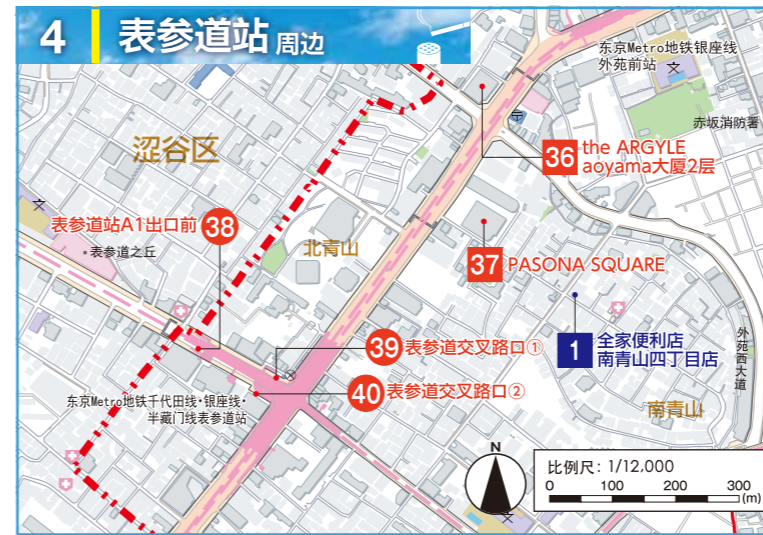 4 表参道站 周边
东京Metro地铁银座线
外苑前站
文
赤坂消防署
36 the ARGYLE
aoyama大厦2层
涩谷区
文
表参道站A1出口前 38
表参道之丘
北青山
37 PASONA SQUARE
39 表参道交叉路口①
1 全家便利店
南青山四丁目店
外苑西大道
40 表参道交叉路口②
东京Metro地铁千代田线·银座线·
半藏门线表参道站
南青山
N
比例尺: 1/12,000
0 100 200 300
(m)
文